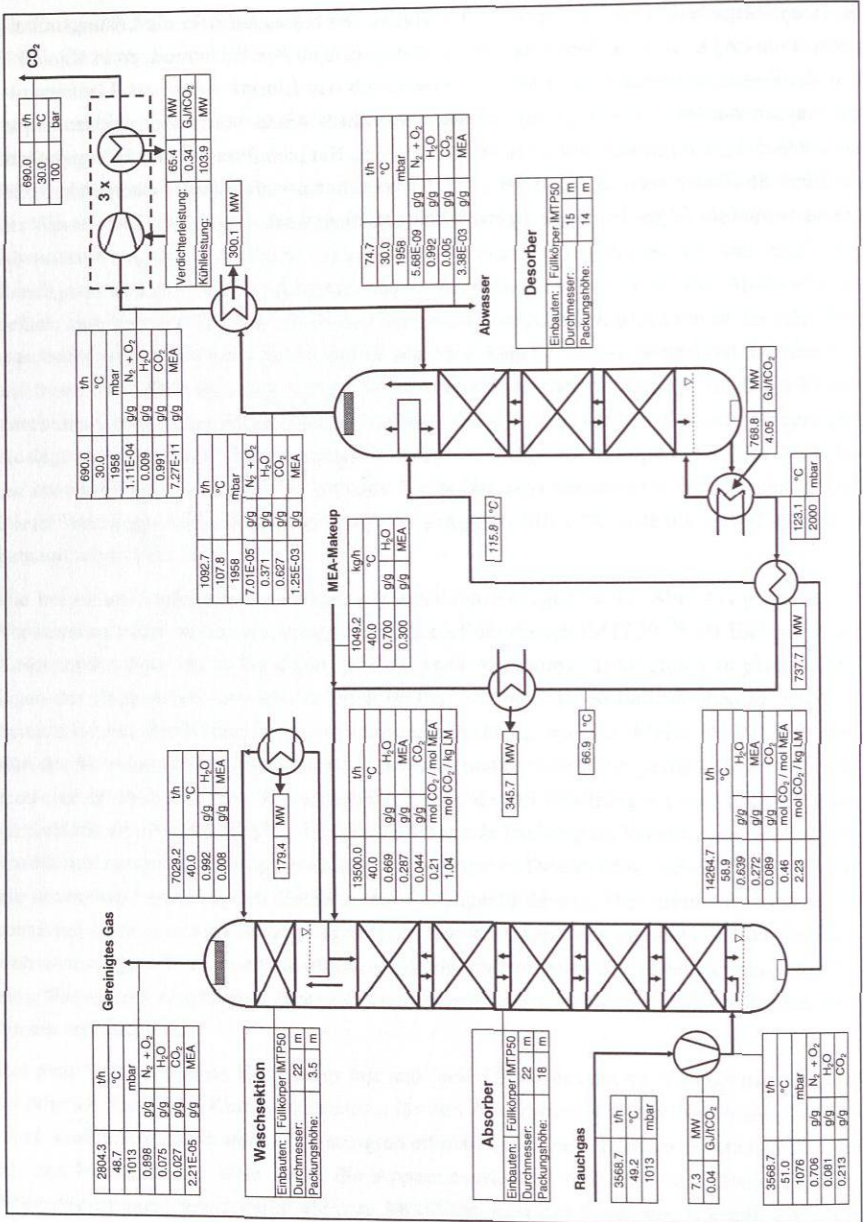 2804.3 t/h
48.7 °C
1013 mbar
0.898 g/g N₂ + O₂
0.075 g/g H₂O
0.027 g/g CO₂
2.21E-05 g/g MEA
Gereinigtes Gas
Waschsektion
Einbauten: Füllkörper IMTP50
Durchmesser: 22 m
Packungshöhe: 3.5 m
Absorber
Einbauten: Füllkörper IMTP50
Durchmesser: 22 m
Packungshöhe: 18 m
Rauchgas
3568.7 t/h
49.2 °C
1013 mbar
7.3 MW
0.04 GJ/tCO₂
3568.7 t/h
51.0 °C
1076 mbar
0.706 g/g N₂ + O₂
0.081 g/g H₂O
0.213 g/g CO₂
7029.2 t/h
40.0 °C
0.992 g/g H₂O
0.008 g/g MEA
179.4 MW
MEA-Makeup
1049.2 kg/h
40.0 °C
0.700 g/g H₂O
0.300 g/g MEA
13500.0 t/h
40.0 °C
0.669 g/g H₂O
0.287 g/g MEA
0.044 g/g CO₂
0.21 mol CO₂ / mol MEA
1.04 mol CO₂ / kg LM
345.7 MW
66.9 °C
14264.7 t/h
58.9 °C
0.639 g/g H₂O
0.272 g/g MEA
0.089 g/g CO₂
0.46 mol CO₂ / mol MEA
2.23 mol CO₂ / kg LM
737.7 MW
690.0 t/h
30.0 °C
1958 mbar
1.11E-04 g/g N₂ + O₂
0.009 g/g H₂O
0.991 g/g CO₂
7.27E-11 g/g MEA
1092.7 t/h
107.8 °C
1958 mbar
7.01E-05 g/g N₂ + O₂
0.371 g/g H₂O
0.627 g/g CO₂
1.25E-03 g/g MEA
115.8 °C
123.1 °C
2000 mbar
768.8 MW
4.05 GJ/tCO₂
CO₂
690.0 t/h
30.0 °C
100 bar
3x
Verdichterleistung: 65.4 MW
0.34 GJ/tCO₂
Kühlleistung: 103.9 MW
300.1 MW
74.7 t/h
30.0 °C
1958 mbar
5.58E-09 g/g N₂ + O₂
0.992 g/g H₂O
0.005 g/g CO₂
3.38E-03 g/g MEA
Abwasser
Desorber
Einbauten: Füllkörper IMTP50
Durchmesser: 15 m
Packungshöhe: 14 m